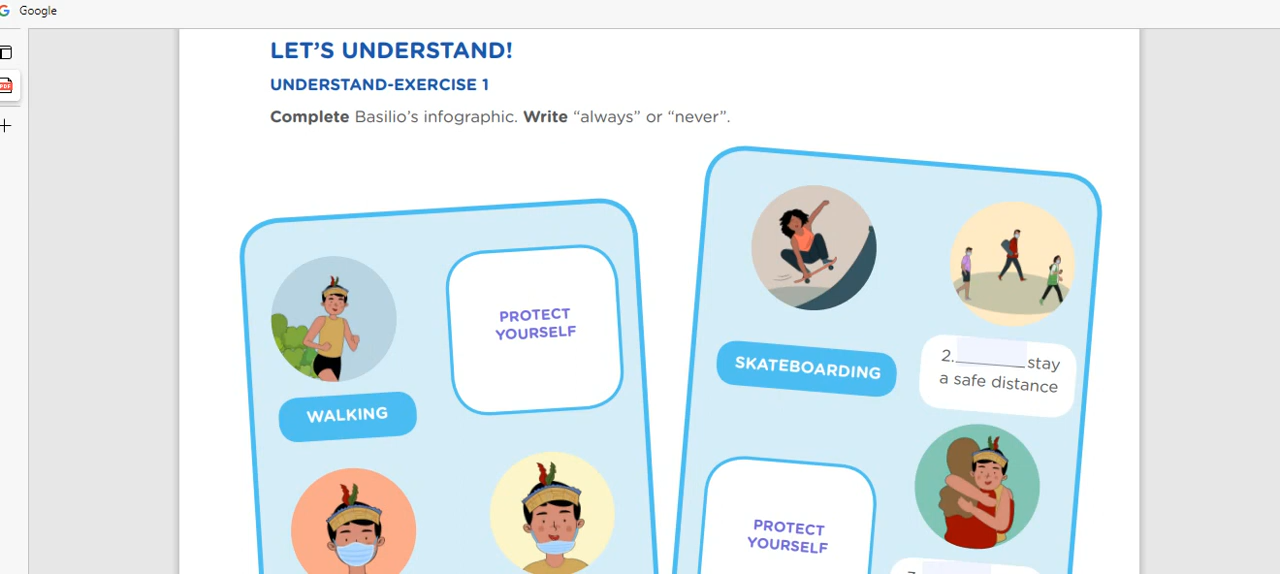 Google
LET'S UNDERSTAND!
UNDERSTAND-EXERCISE 1
Complete Basilio's infographic. Write “always” or “never”.
PROTECT
YOURSELF
WALKING
SKATEBOARDING
2.________stay
a safe distance
PROTECT
YOURSELF